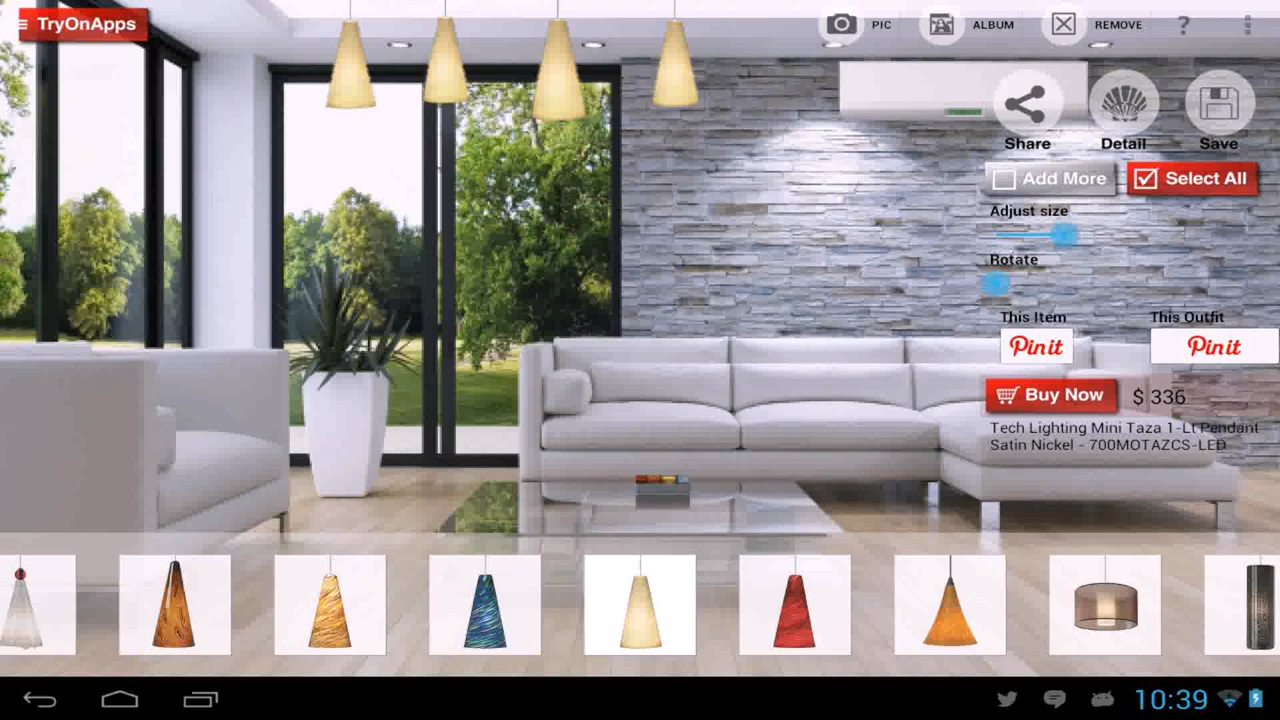 TryOnApps
PIC
ALBUM
REMOVE
?
Share
Detail
Save
Add More
Select All
Adjust size
Rotate
This Item
This Outfit
Pinit
Pinit
Buy Now
$ 336
Tech Lighting Mini Taza 1-Lt Pendant
Satin Nickel - 700MOTAZCS-LED
10:39